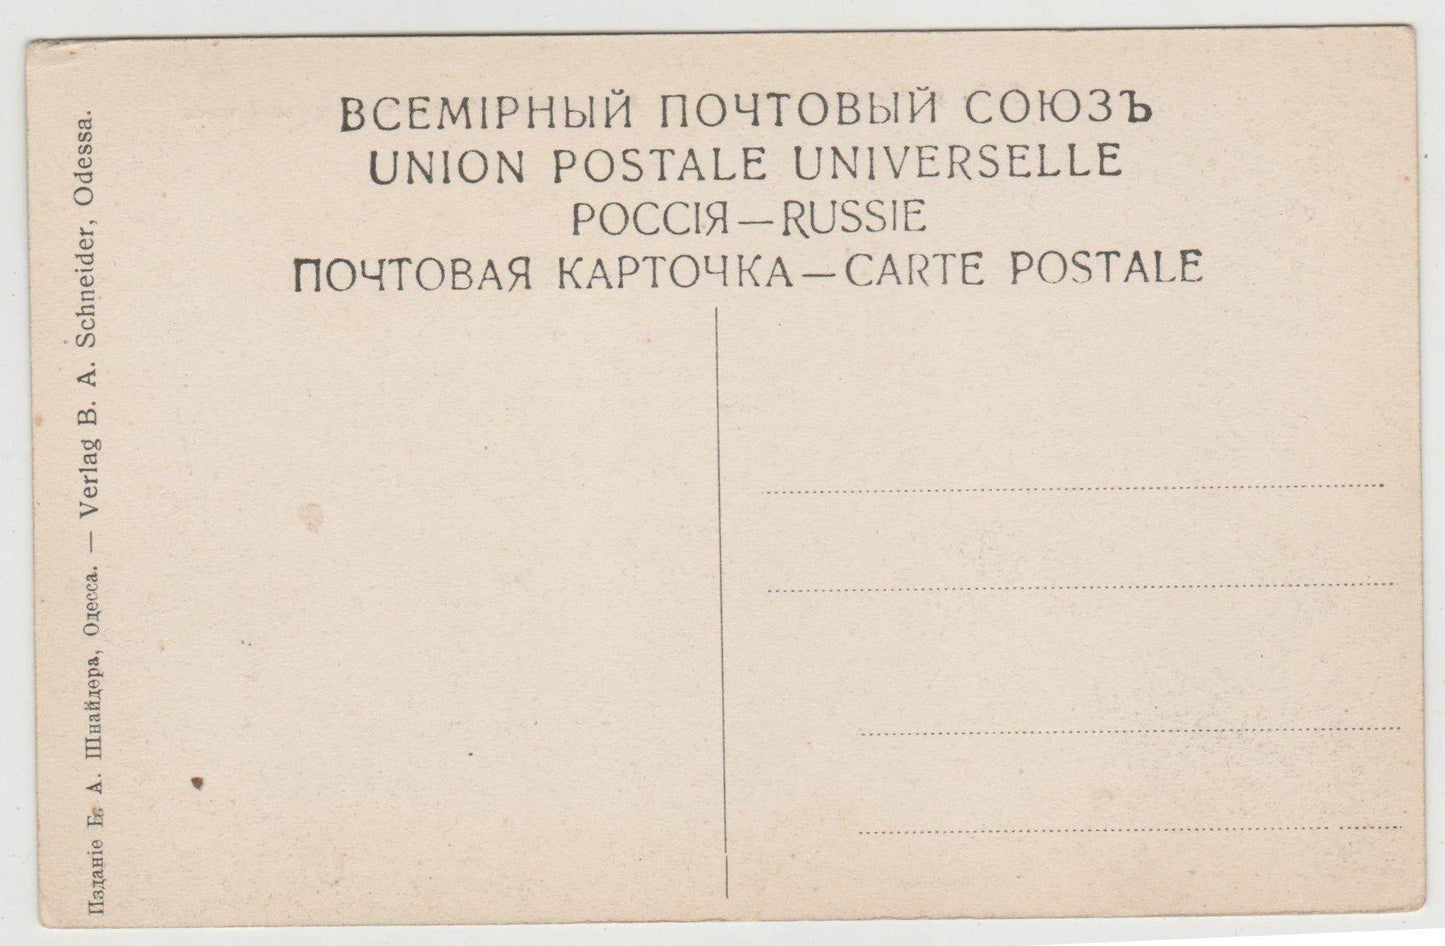 ВСЕМІРНЫЙ ПОЧТОВЫЙ СОЮЗЪ
UNION POSTALE UNIVERSELLE
РОССІЯ — RUSSIE
ПОЧТОВАЯ КАРТОЧКА — CARTE POSTALE
Изданіе Б. А. Шнайдера, Одесса. — Verlag B. A. Schneider, Odessa.